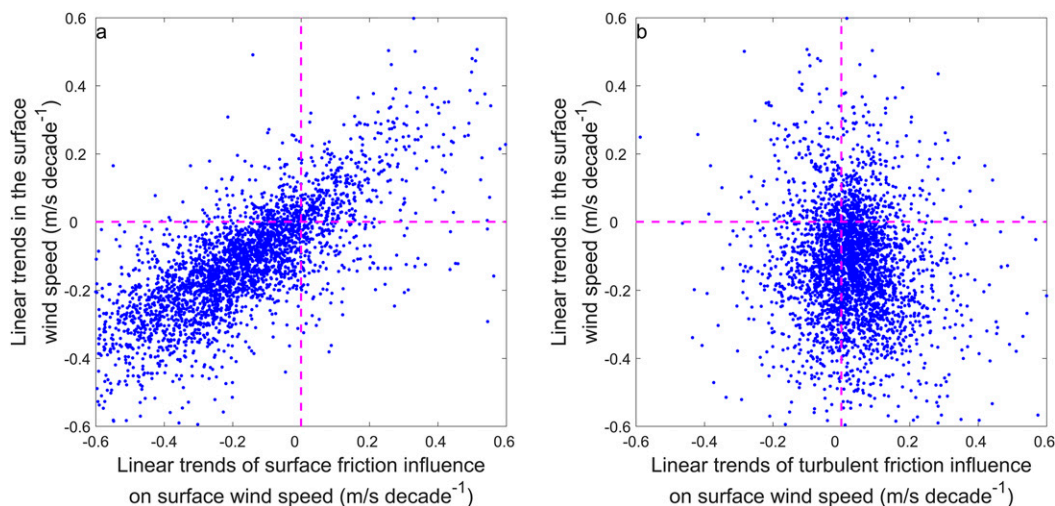 a
0.6
0.4
0.2
0
-0.2
-0.4
-0.6
Linear trends in the surface
wind speed (m/s decade⁻¹)
-0.6 -0.4 -0.2 0 0.2 0.4 0.6
Linear trends of surface friction influence
on surface wind speed (m/s decade⁻¹)
b
0.6
0.4
0.2
0
-0.2
-0.4
-0.6
Linear trends in the surface
wind speed (m/s decade⁻¹)
-0.6 -0.4 -0.2 0 0.2 0.4 0.6
Linear trends of turbulent friction influence
on surface wind speed (m/s decade⁻¹)